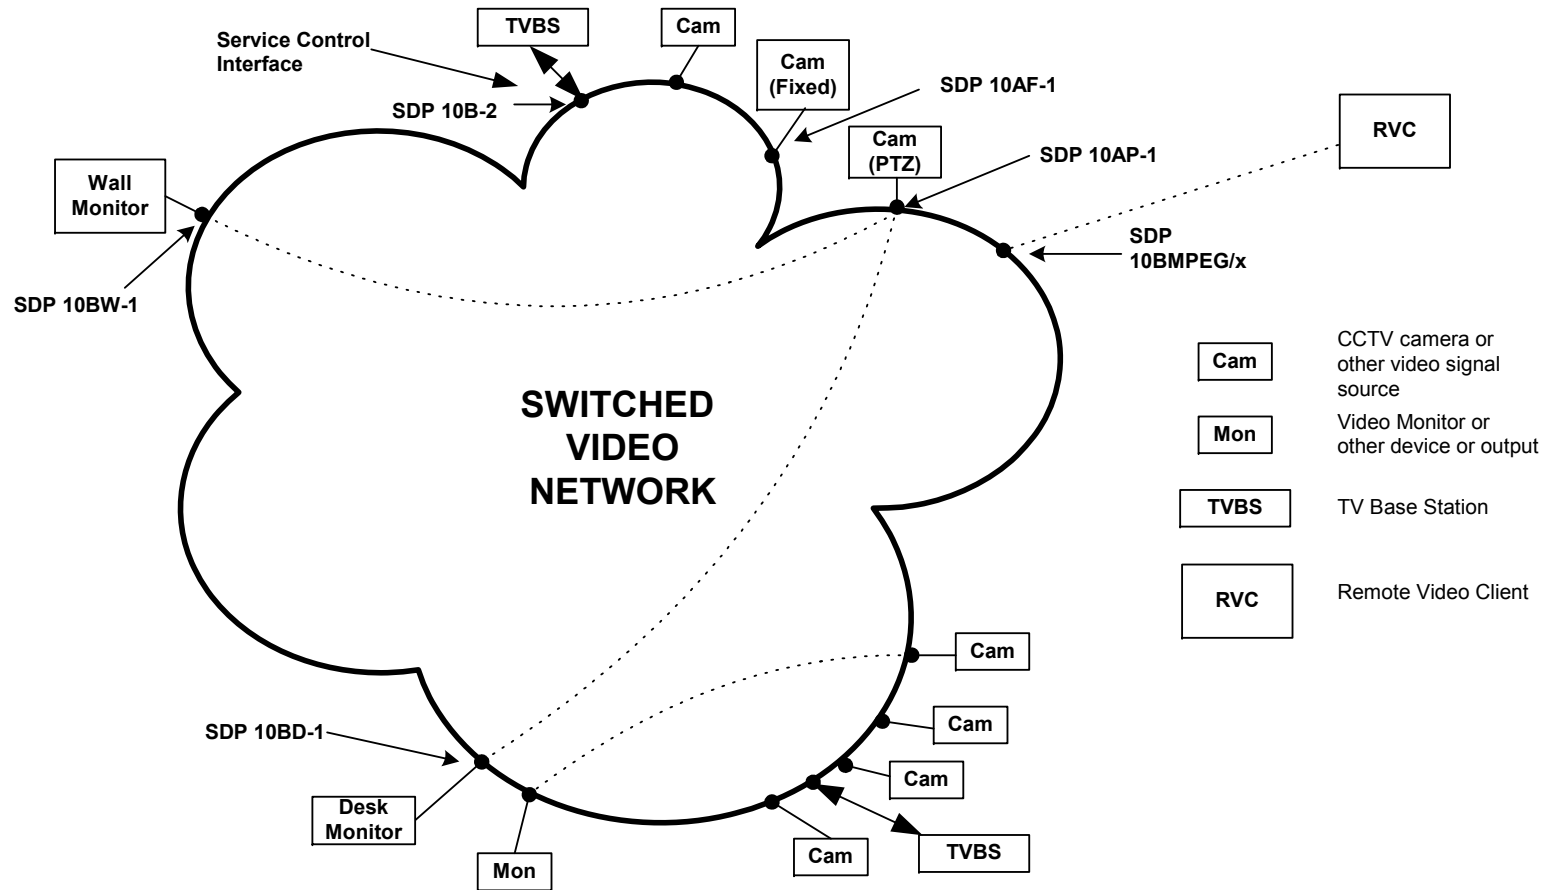 TVBS
Cam
Service Control
Interface
Cam
(Fixed)
SDP 10AF-1
SDP 10B-2
RVC
Cam
(PTZ)
SDP 10AP-1
Wall
Monitor
SDP
10BMPEG/x
SDP 10BW-1
SWITCHED
VIDEO
NETWORK
Cam
CCTV camera or
other video signal
source
Mon
Video Monitor or
other device or output
TVBS
TV Base Station
RVC
Remote Video Client
Cam
SDP 10BD-1
Cam
Cam
Desk
Monitor
TVBS
Cam
Mon